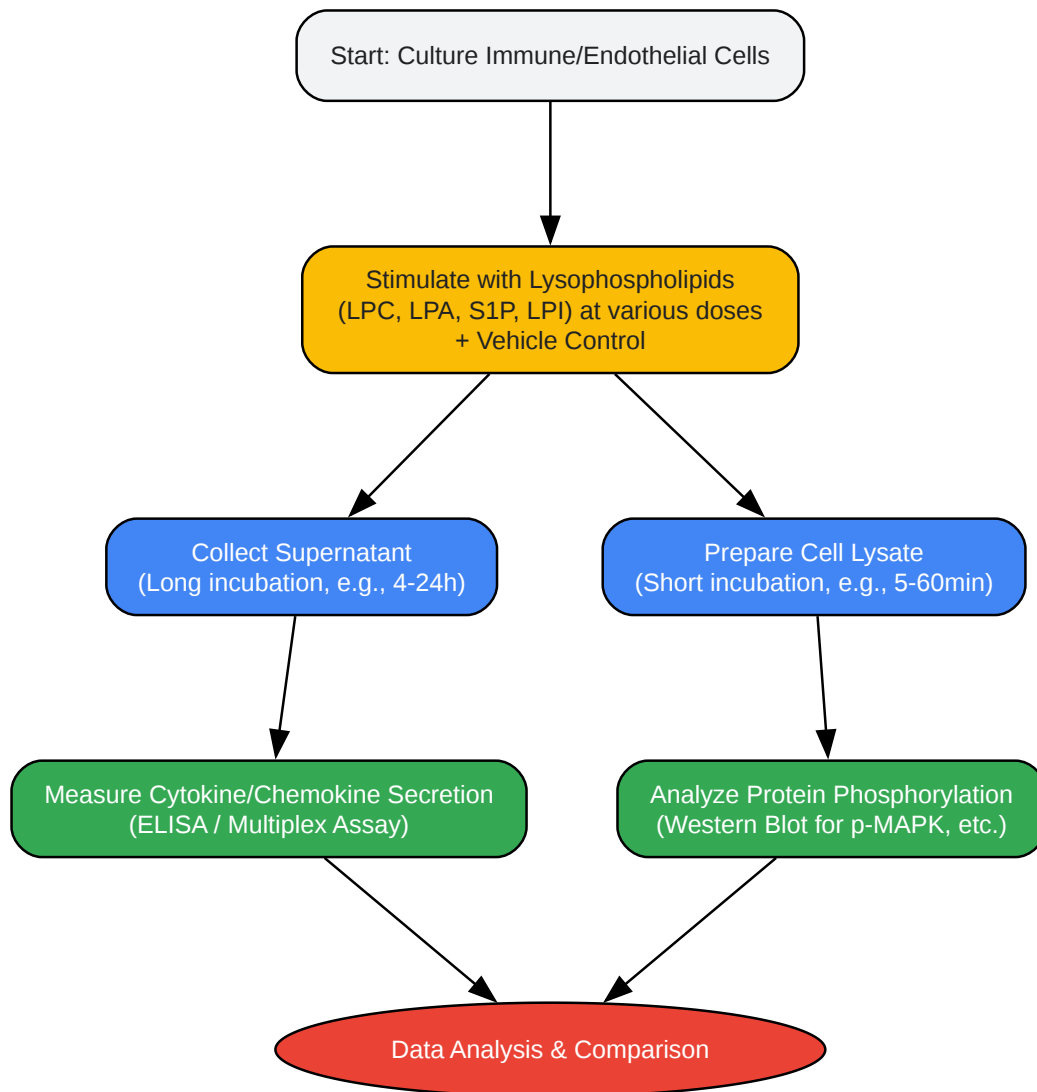 Start: Culture Immune/Endothelial Cells
Stimulate with Lysophospholipids
(LPC, LPA, S1P, LPI) at various doses
+ Vehicle Control
Collect Supernatant
(Long incubation, e.g., 4-24h)
Prepare Cell Lysate
(Short incubation, e.g., 5-60min)
Measure Cytokine/Chemokine Secretion
(ELISA / Multiplex Assay)
Analyze Protein Phosphorylation
(Western Blot for p-MAPK, etc.)
Data Analysis & Comparison